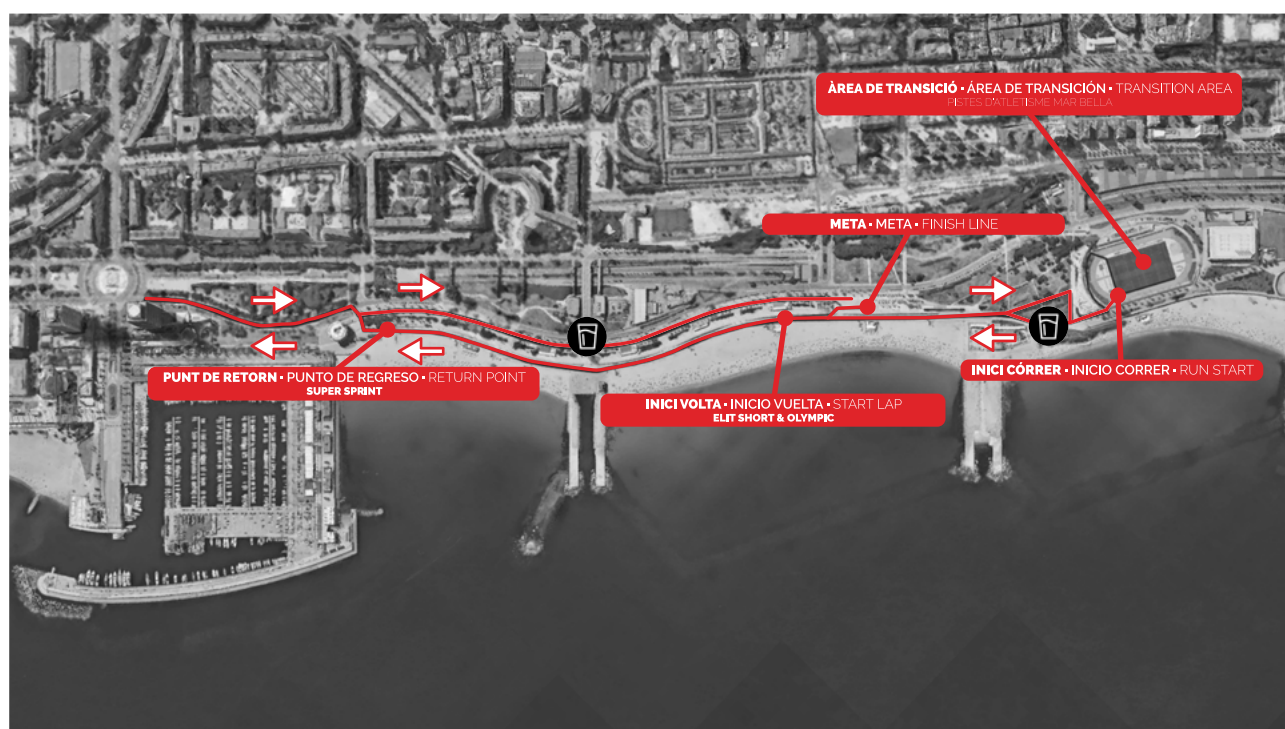 ÀREA DE TRANSICIÓ ▪ ÁREA DE TRANSICIÓN ▪ TRANSITION AREA
PISTES D'ATLETISME MAR BELLA
META ▪ META ▪ FINISH LINE
PUNT DE RETORN ▪ PUNTO DE REGRESO ▪ RETURN POINT
SUPER SPRINT
INICI CÓRRER ▪ INICIO CORRER ▪ RUN START
INICI VOLTA ▪ INICIO VUELTA ▪ START LAP
ELIT SHORT & OLYMPIC